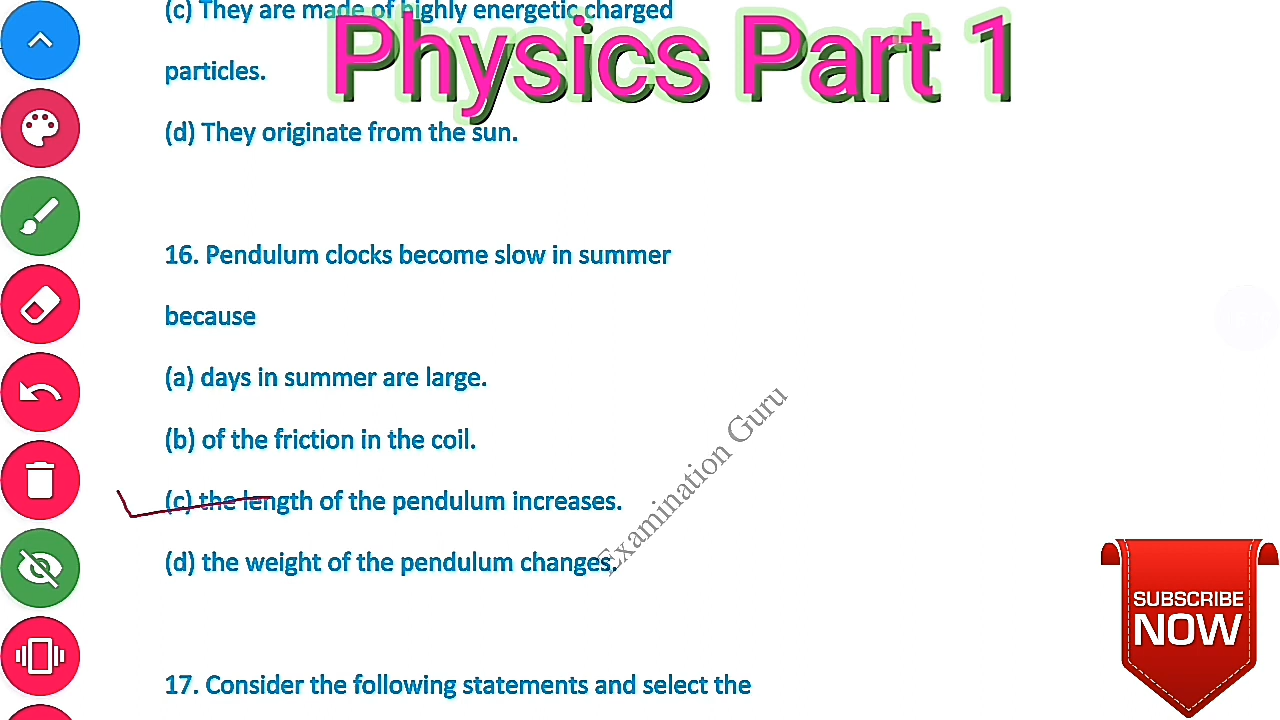 (c) They are made of highly energetic charged
Physics Part 1
particles.
(d) They originate from the sun.
16. Pendulum clocks become slow in summer
because
(a) days in summer are large.
(b) of the friction in the coil.
(c) the length of the pendulum increases.
(d) the weight of the pendulum changes.
Examination Guru
SUBSCRIBE
NOW
17. Consider the following statements and select the